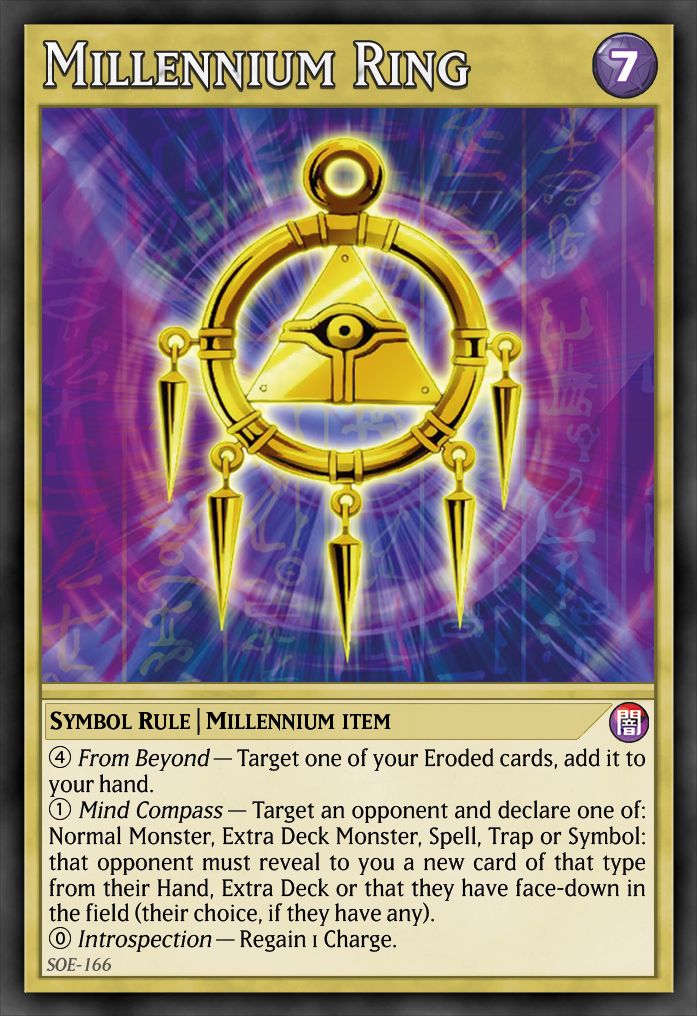 Millennium Ring
7
Symbol Rule | Millennium item
闇
④ From Beyond — Target one of your Eroded cards, add it to
your hand.
① Mind Compass — Target an opponent and declare one of:
Normal Monster, Extra Deck Monster, Spell, Trap or Symbol:
that opponent must reveal to you a new card of that type
from their Hand, Extra Deck or that they have face-down in
the field (their choice, if they have any).
⓪ Introspection — Regain 1 Charge.
SOE-166